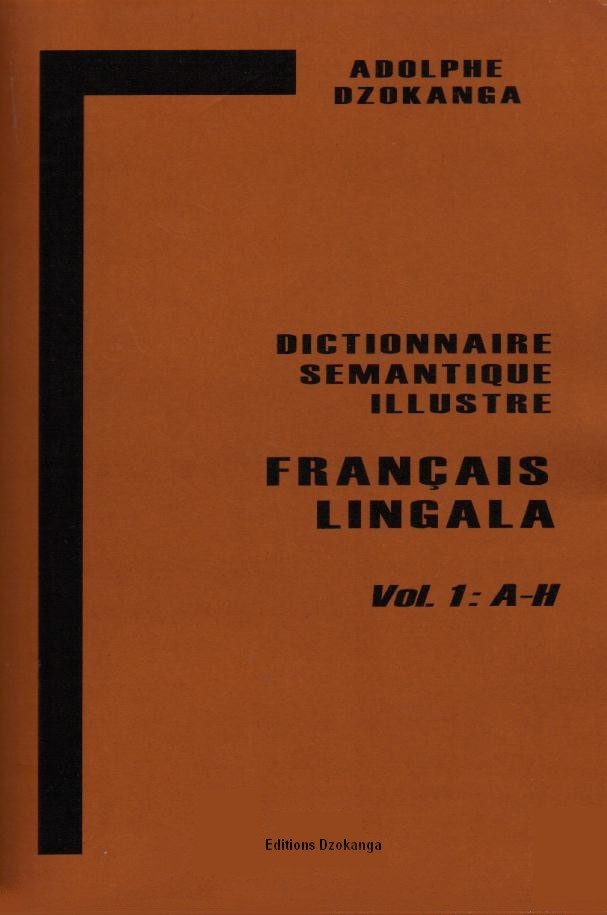 ADOLPHE
DZOKANGA
DICTIONNAIRE
SEMANTIQUE
ILLUSTRE
FRANÇAIS
LINGALA
Vol. 1: A-H
Editions Dzokanga